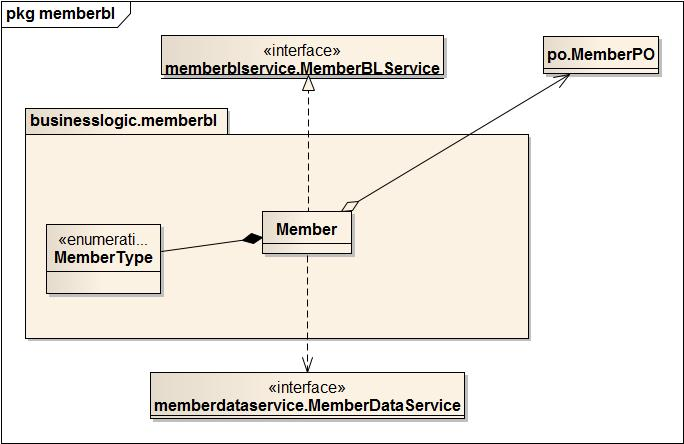 pkg memberbl
«interface»
memberblservice.MemberBLService
po.MemberPO
businesslogic.memberbl
Member
«enumerati...
MemberType
«interface»
memberdataservice.MemberDataService